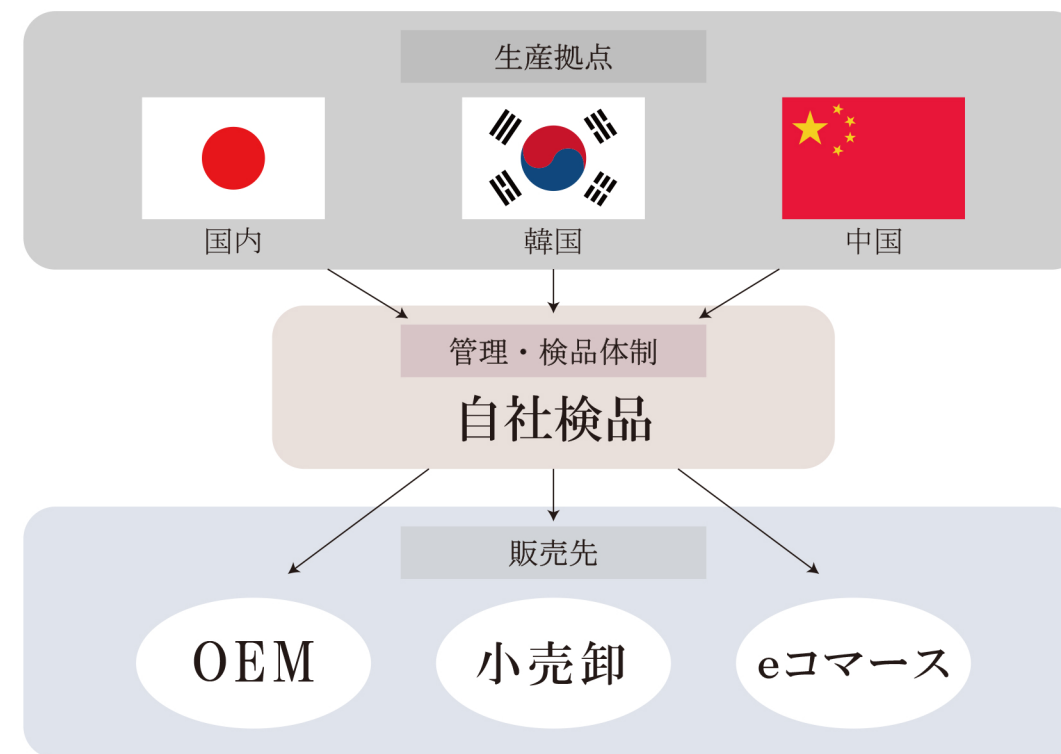 生産拠点
国内
韓国
中国
管理・検品体制
自社検品
販売先
OEM
小売卸
eコマース